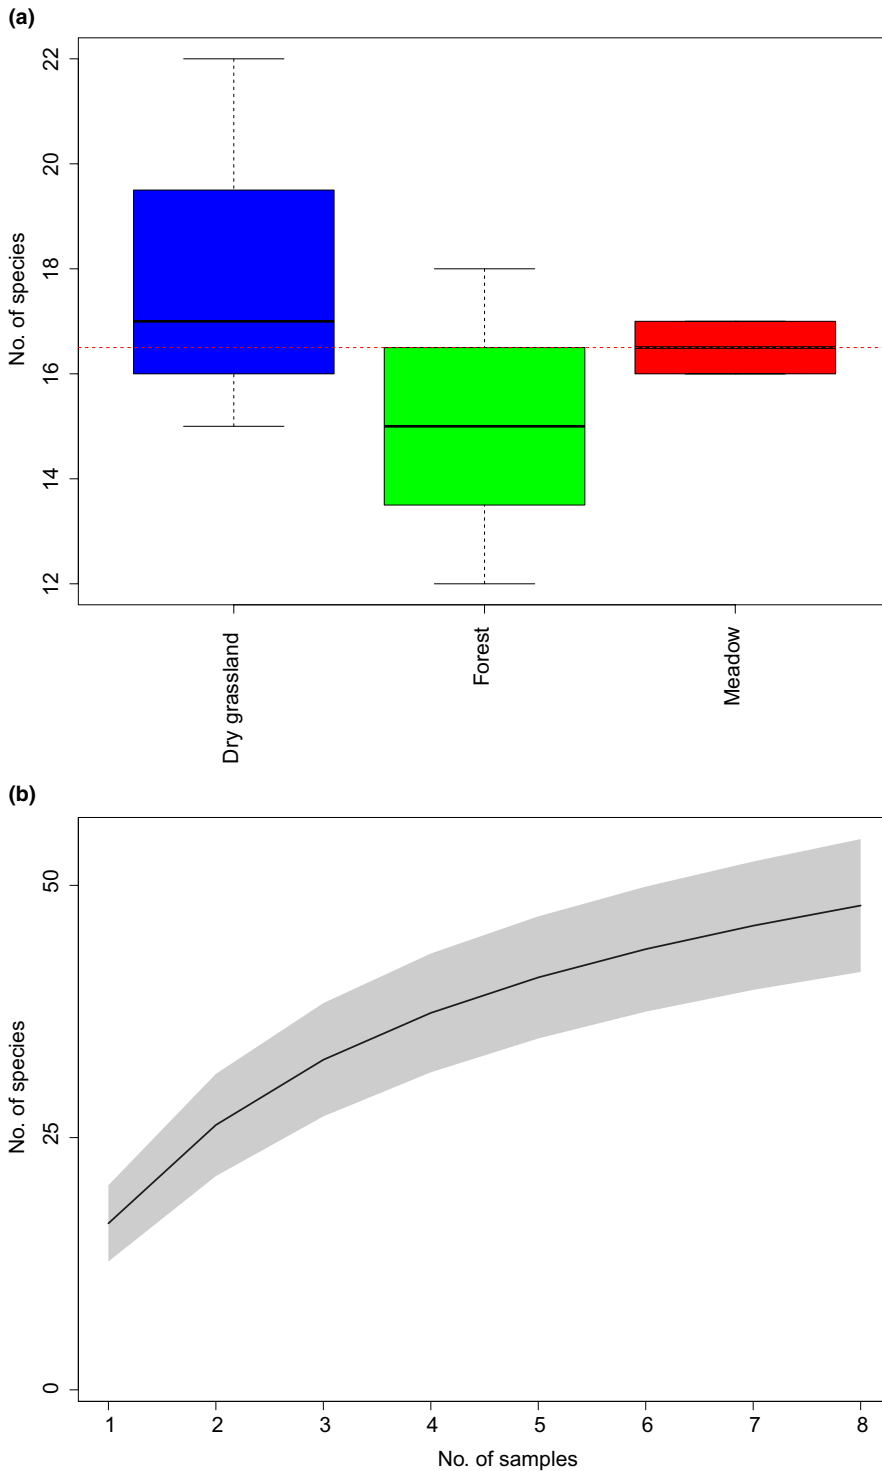 (a)
No. of species
22
20
18
16
14
12
Dry grassland
Forest
Meadow
(b)
No. of species
50
25
0
1 2 3 4 5 6 7 8
No. of samples